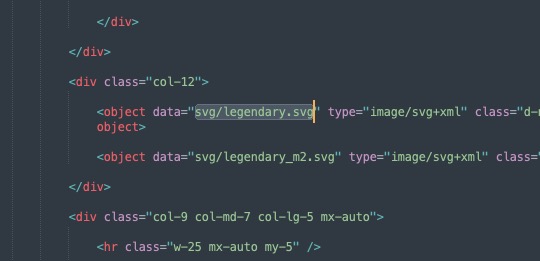 </div>
</div>
<div class="col-12">
<object data="svg/legendary.svg" type="image/svg+xml" class="d-
object>
<object data="svg/legendary_m2.svg" type="image/svg+xml" class="
</div>
<div class="col-9 col-md-7 col-lg-5 mx-auto">
<hr class="w-25 mx-auto my-5" />